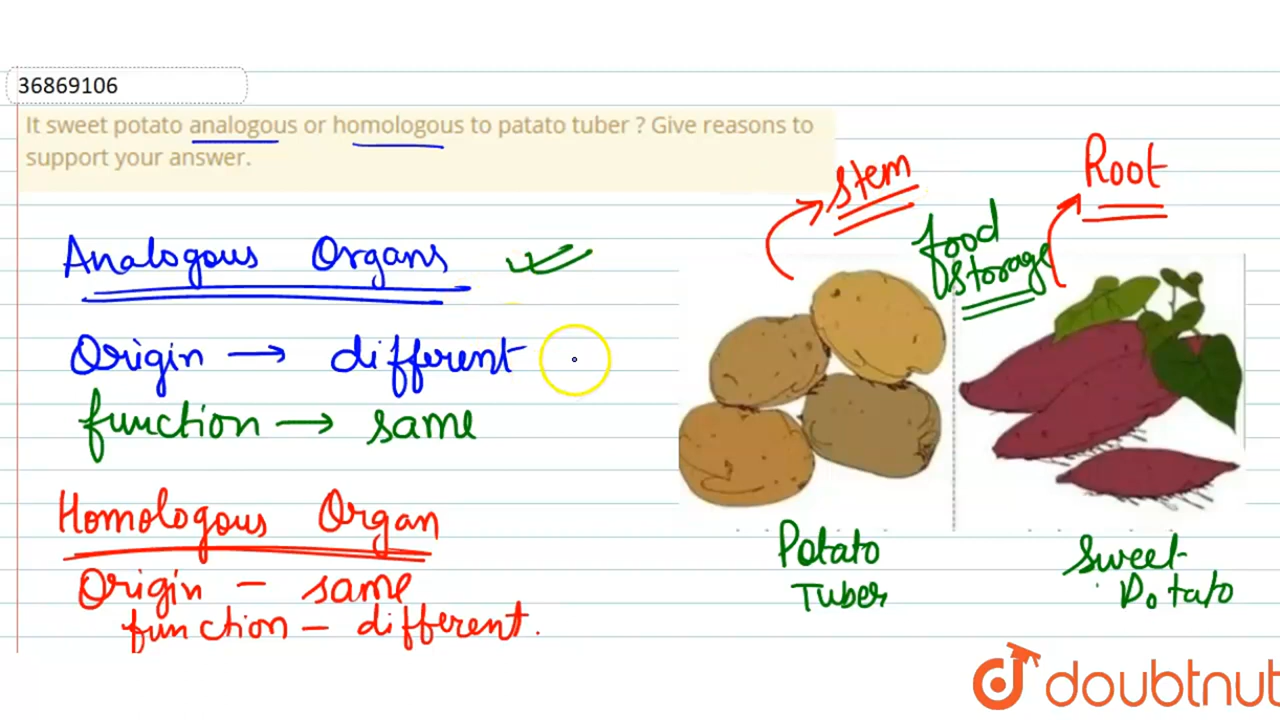 36869106
It sweet potato analogous or homologous to patato tuber ? Give reasons to
support your answer.
Stem
Root
food
storage
Analogous Organs
Origin → different
function → same
Homologous Organ
Origin - same
function - different.
Potato
Tuber
Sweet
Potato
doubtnut